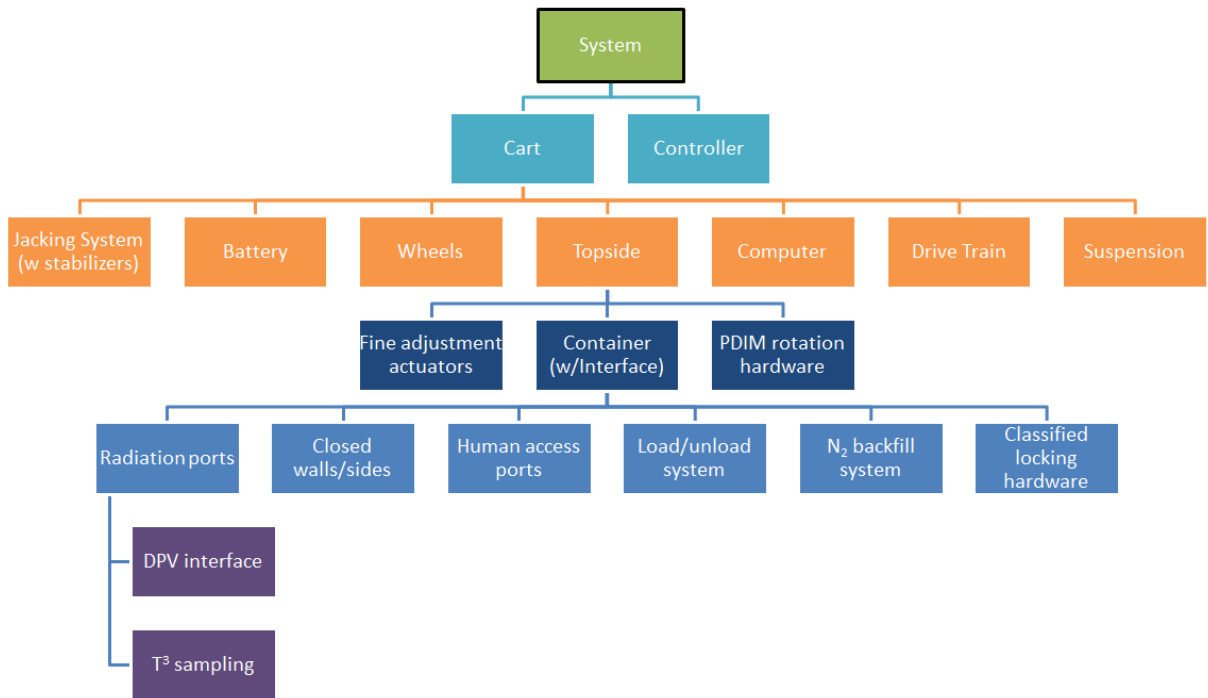 System
Cart
Controller
Jacking System
(w stabilizers)
Battery
Wheels
Topside
Computer
Drive Train
Suspension
Fine adjustment
actuators
Container
(w/Interface)
PDIM rotation
hardware
Radiation ports
Closed
walls/sides
Human access
ports
Load/unload
system
N₂ backfill
system
Classified
locking
hardware
DPV interface
T³ sampling